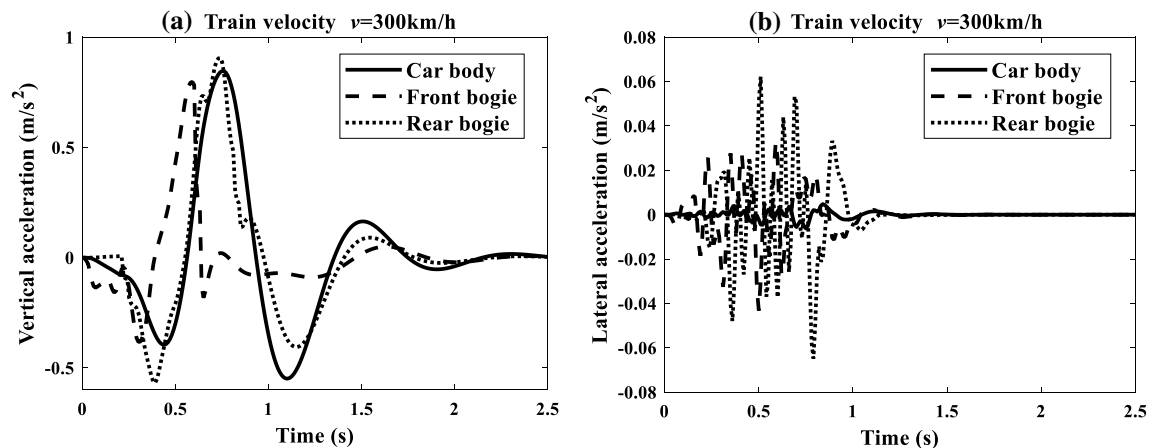 (a) Train velocity v=300km/h
Vertical acceleration (m/s²)
1
0.5
0
-0.5
Car body
Front bogie
Rear bogie
0 0.5 1 1.5 2 2.5
Time (s)
(b) Train velocity v=300km/h
Lateral acceleration (m/s²)
0.08
0.06
0.04
0.02
0
-0.02
-0.04
-0.06
-0.08
Car body
Front bogie
Rear bogie
0 0.5 1 1.5 2 2.5
Time (s)